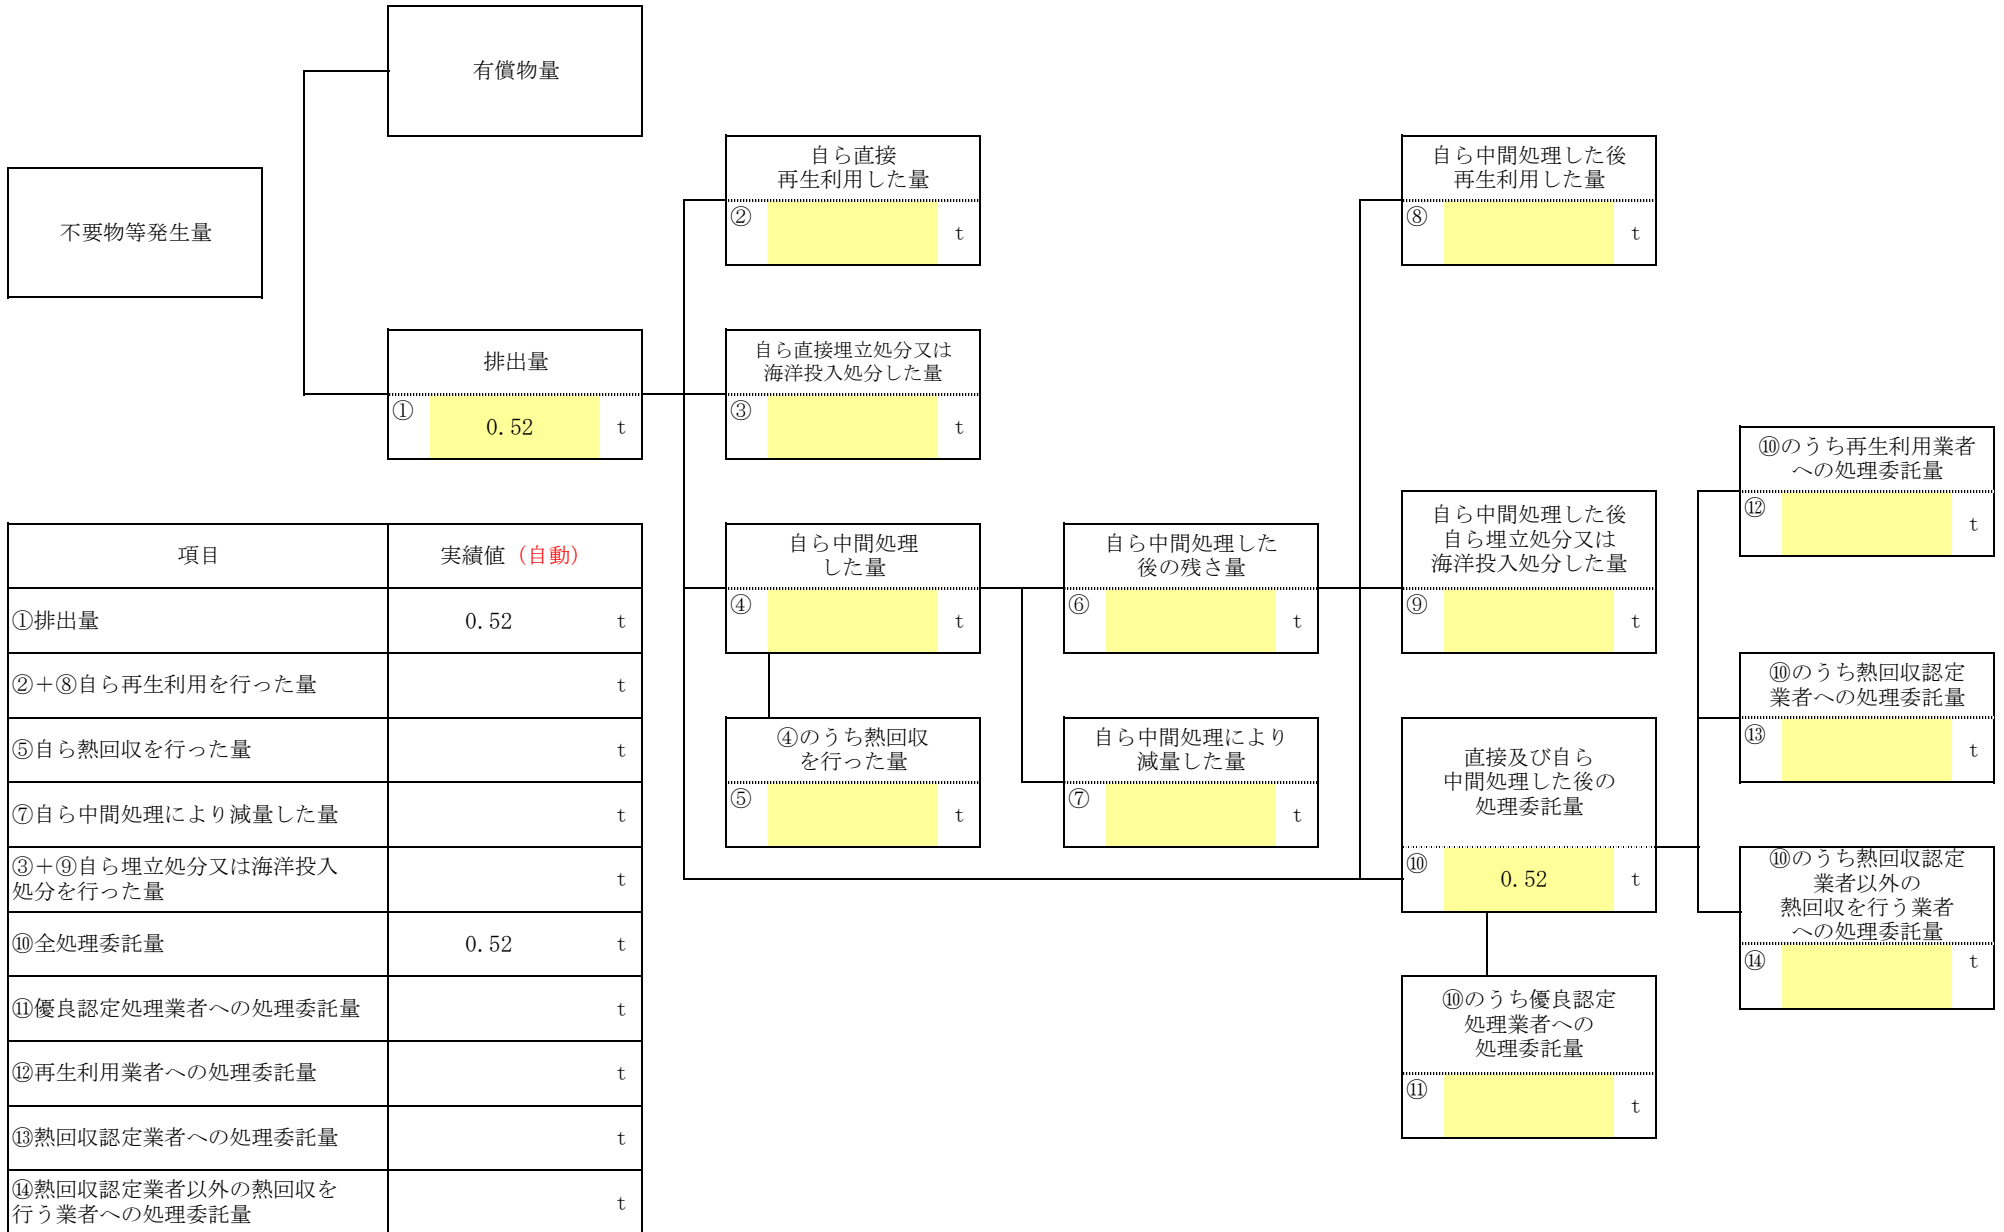 有償物量
不要物等発生量
自ら直接
再生利用した量
②
t
自ら中間処理した後
再生利用した量
⑧
t
排出量
①
0.52
t
自ら直接埋立処分又は
海洋投入処分した量
③
t
⑩のうち再生利用業者
への処理委託量
⑫
t
自ら中間処理
した量
④
t
自ら中間処理した
後の残さ量
⑥
t
自ら中間処理した後
自ら埋立処分又は
海洋投入処分した量
⑨
t
⑩のうち熱回収認定
業者への処理委託量
⑬
t
④のうち熱回収
を行った量
⑤
t
自ら中間処理により
減量した量
⑦
t
直接及び自ら
中間処理した後の
処理委託量
⑩
0.52
t
⑩のうち熱回収認定
業者以外の
熱回収を行う業者
への処理委託量
⑭
t
⑩のうち優良認定
処理業者への
処理委託量
⑪
t
項目 実績値（自動）
①排出量 0.52 t
②＋⑧自ら再生利用を行った量 t
⑤自ら熱回収を行った量 t
⑦自ら中間処理により減量した量 t
③＋⑨自ら埋立処分又は海洋投入
処分を行った量 t
⑩全処理委託量 0.52 t
⑪優良認定処理業者への処理委託量 t
⑫再生利用業者への処理委託量 t
⑬熱回収認定業者への処理委託量 t
⑭熱回収認定業者以外の熱回収を
行う業者への処理委託量 t